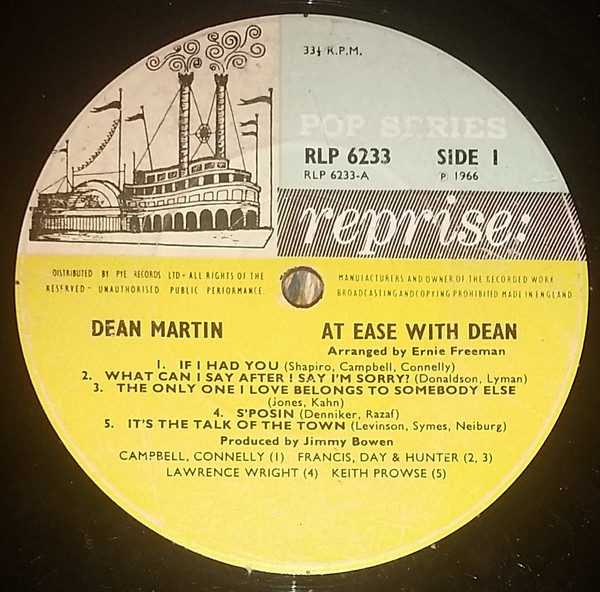 33⅓ R.P.M.
POP SERIES
RLP 6233 SIDE 1
RLP 6233-A P 1966
reprise:
DISTRIBUTED BY PYE RECORDS LTD - ALL RIGHTS OF THE MANUFACTURERS AND OWNER OF THE RECORDED WORK
RESERVED - UNAUTHORISED PUBLIC PERFORMANCE. BROADCASTING AND COPYING PROHIBITED MADE IN ENGLAND
DEAN MARTIN AT EASE WITH DEAN
Arranged by Ernie Freeman
1. IF I HAD YOU (Shapiro, Campbell, Connelly)
2. WHAT CAN I SAY AFTER I SAY I'M SORRY? (Donaldson, Lyman)
3. THE ONLY ONE I LOVE BELONGS TO SOMEBODY ELSE
(Jones, Kahn)
4. S'POSIN (Denniker, Razaf)
5. IT'S THE TALK OF THE TOWN (Levinson, Symes, Neiburg)
Produced by Jimmy Bowen
CAMPBELL, CONNELLY (1) FRANCIS, DAY & HUNTER (2, 3)
LAWRENCE WRIGHT (4) KEITH PROWSE (5)